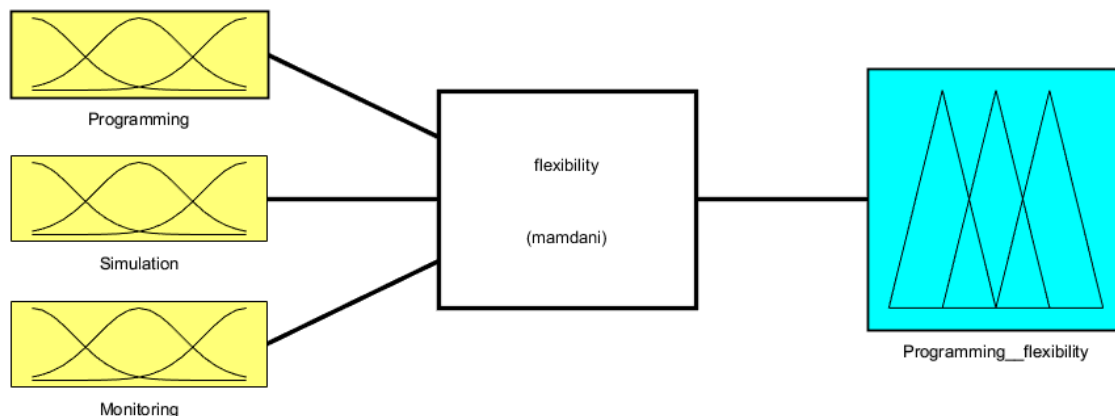 Programming
Simulation
Monitoring
flexibility
(mamdani)
Programming__flexibility